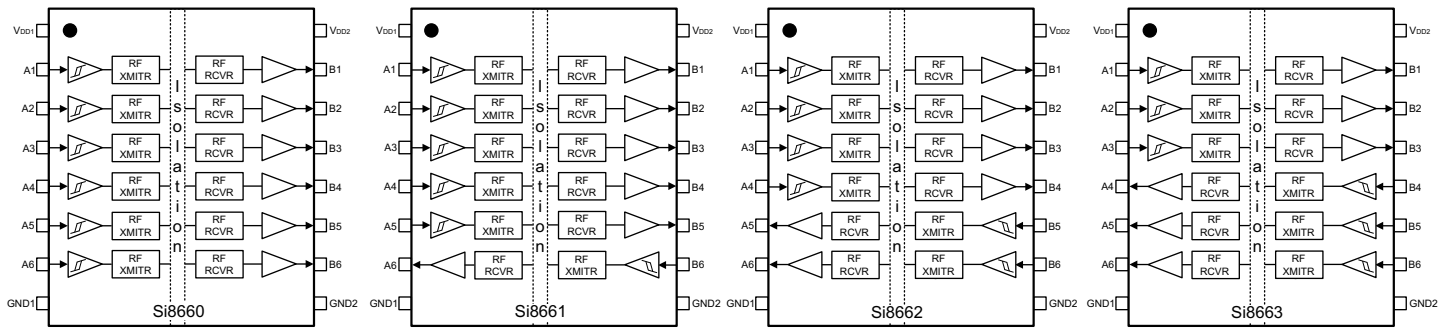 VDD1 VDD2 VDD1 VDD2 VDD1 VDD2 VDD1 VDD2
A1 RF XMITR RF RCVR B1 A1 RF XMITR RF RCVR B1 A1 RF XMITR RF RCVR B1 A1 RF XMITR RF RCVR B1
A2 RF XMITR RF RCVR B2 A2 RF XMITR RF RCVR B2 A2 RF XMITR RF RCVR B2 A2 RF XMITR RF RCVR B2
A3 RF XMITR RF RCVR B3 A3 RF XMITR RF RCVR B3 A3 RF XMITR RF RCVR B3 A3 RF XMITR RF RCVR B3
A4 RF XMITR RF RCVR B4 A4 RF XMITR RF RCVR B4 A4 RF XMITR RF RCVR B4 A4 RF RCVR RF XMITR B4
A5 RF XMITR RF RCVR B5 A5 RF XMITR RF RCVR B5 A5 RF RCVR RF XMITR B5 A5 RF RCVR RF XMITR B5
A6 RF XMITR RF RCVR B6 A6 RF RCVR RF XMITR B6 A6 RF RCVR RF XMITR B6 A6 RF RCVR RF XMITR B6
Isolation Isolation Isolation Isolation
GND1 GND2 GND1 GND2 GND1 GND2 GND1 GND2
Si8660 Si8661 Si8662 Si8663